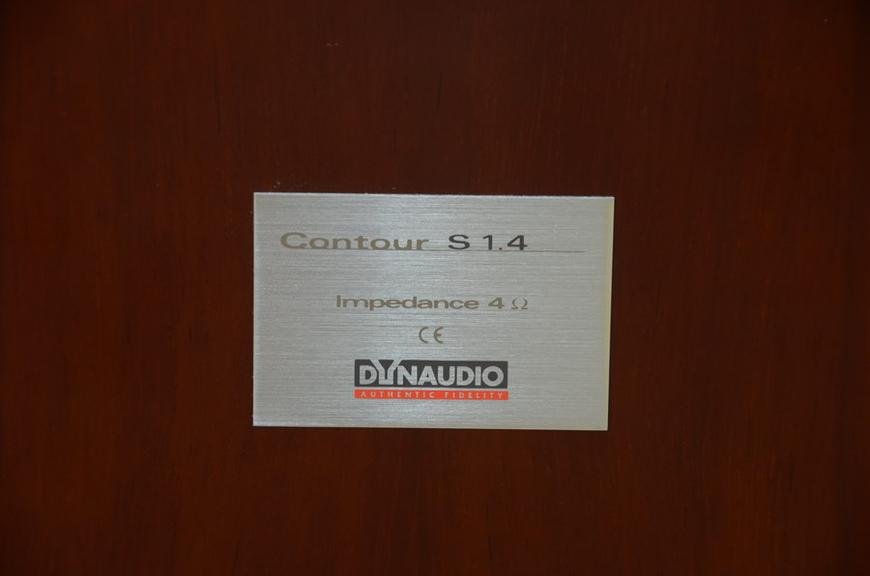 Contour S 1.4
Impedance 4 Ω
CE
DYNAUDIO
AUTHENTIC FIDELITY